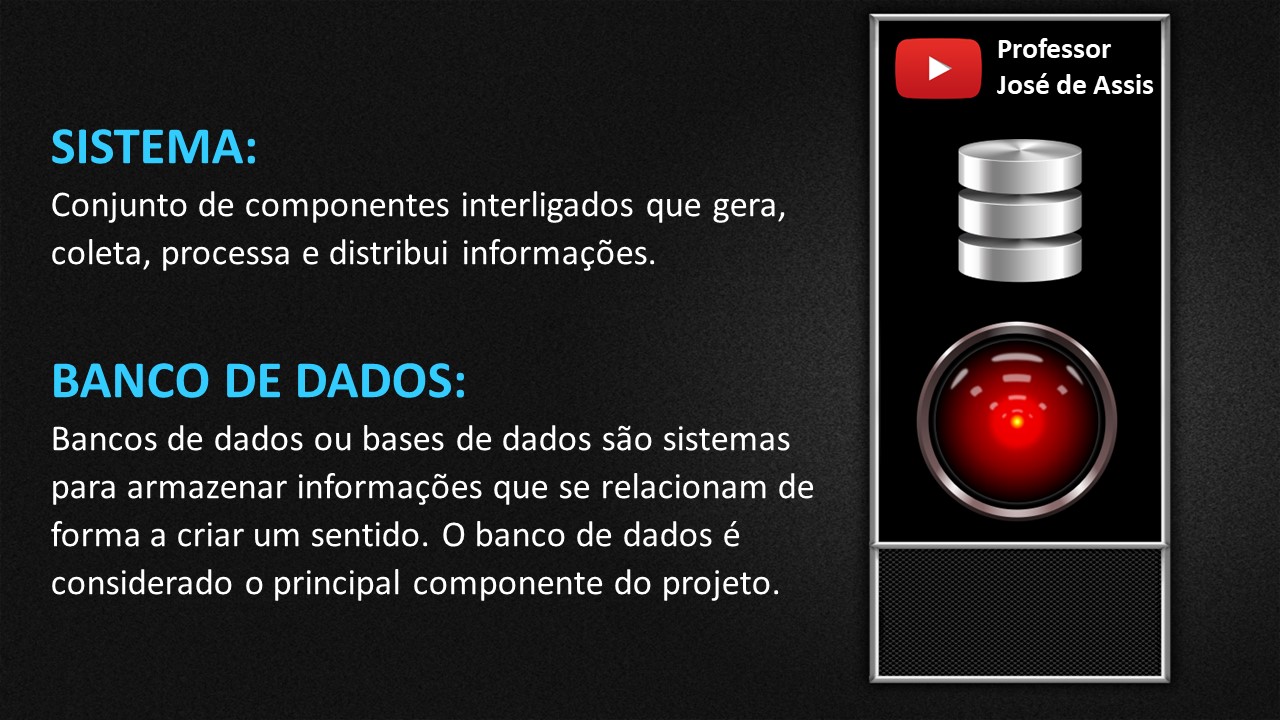 SISTEMA:
Conjunto de componentes interligados que gera,
coleta, processa e distribui informações.
BANCO DE DADOS:
Bancos de dados ou bases de dados são sistemas
para armazenar informações que se relacionam de
forma a criar um sentido. O banco de dados é
considerado o principal componente do projeto.
Professor
José de Assis